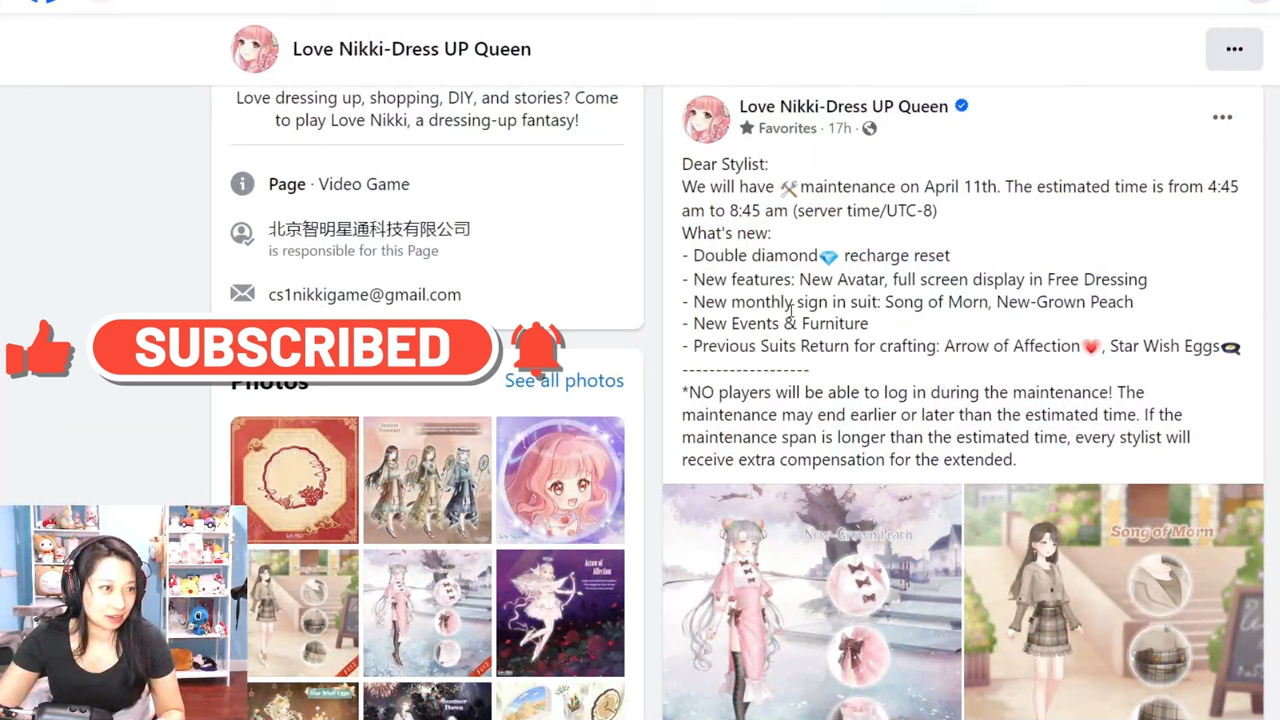 Love Nikki-Dress UP Queen
Love dressing up, shopping, DIY, and stories? Come
to play Love Nikki, a dressing-up fantasy!
Page · Video Game
北京智明星通科技有限公司
is responsible for this Page
cs1nikkigame@gmail.com
SUBSCRIBED
Photos
See all photos
Love Nikki-Dress UP Queen
Favorites · 17h ·
Dear Stylist:
We will have 🛠️maintenance on April 11th. The estimated time is from 4:45
am to 8:45 am (server time/UTC-8)
What's new:
- Double diamond💎 recharge reset
- New features: New Avatar, full screen display in Free Dressing
- New monthly sign in suit: Song of Morn, New-Grown Peach
- New Events & Furniture
- Previous Suits Return for crafting: Arrow of Affection💗, Star Wish Eggs🍳
------------------
*NO players will be able to log in during the maintenance! The
maintenance may end earlier or later than the estimated time. If the
maintenance span is longer than the estimated time, every stylist will
receive extra compensation for the extended.
New-Grown Peach
Song of Morn
Arrow of
Affection
Star Wish Eggs